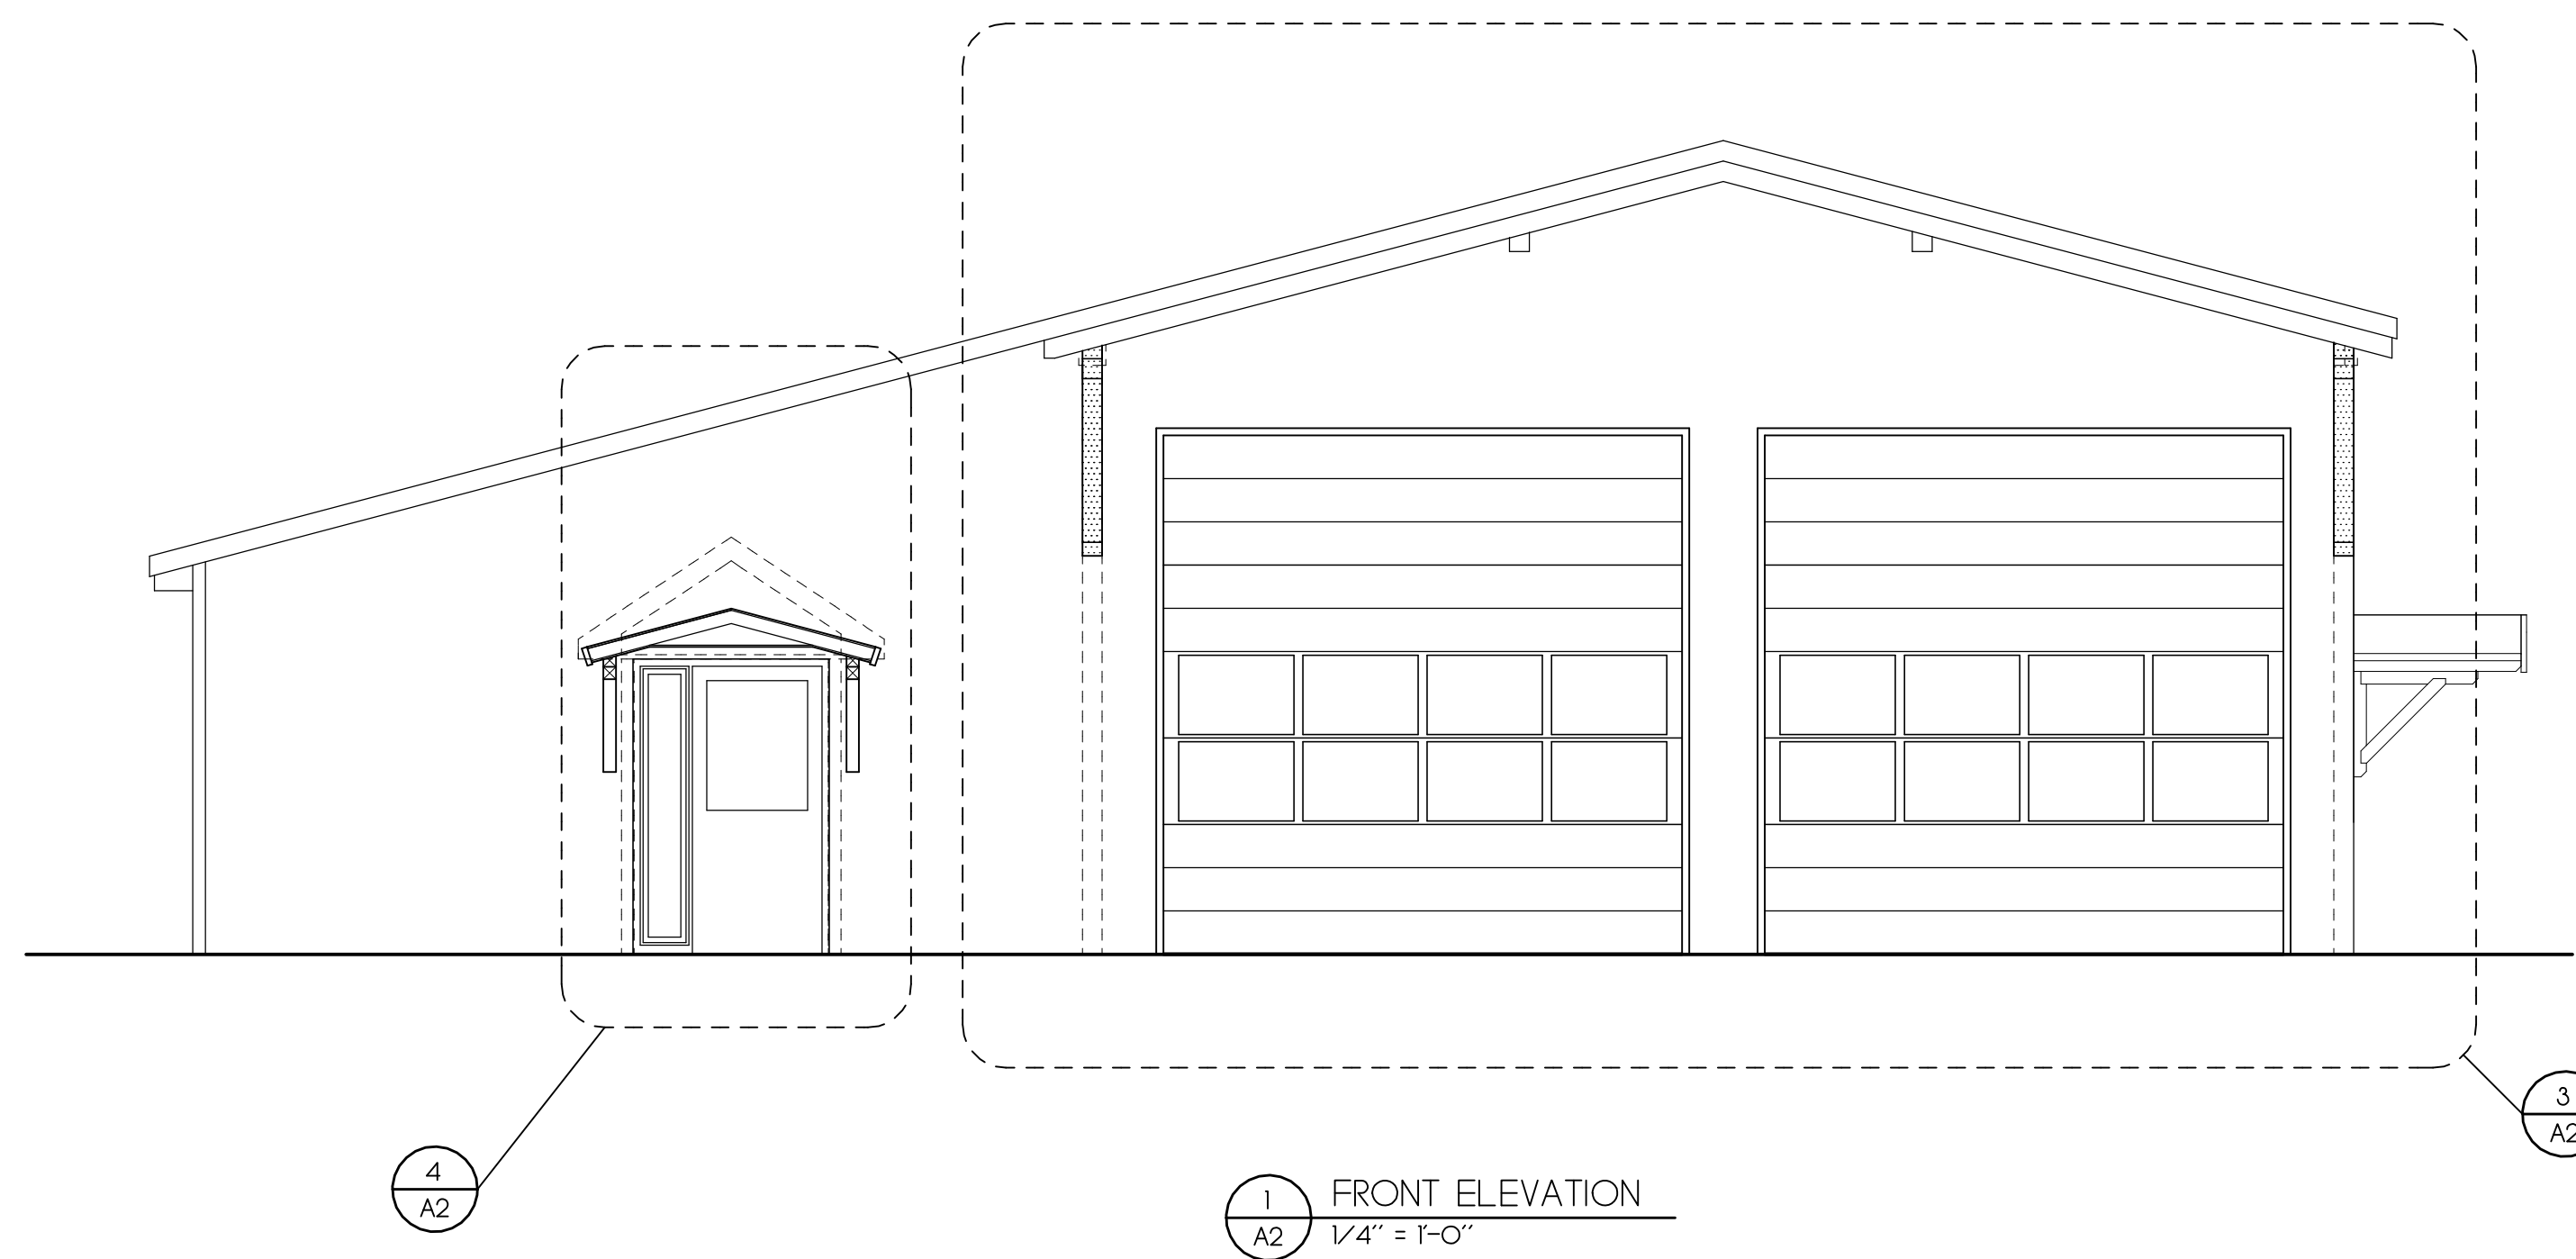 3
A2
4
A2
1
A2
FRONT ELEVATION
1/4" = 1'-0"